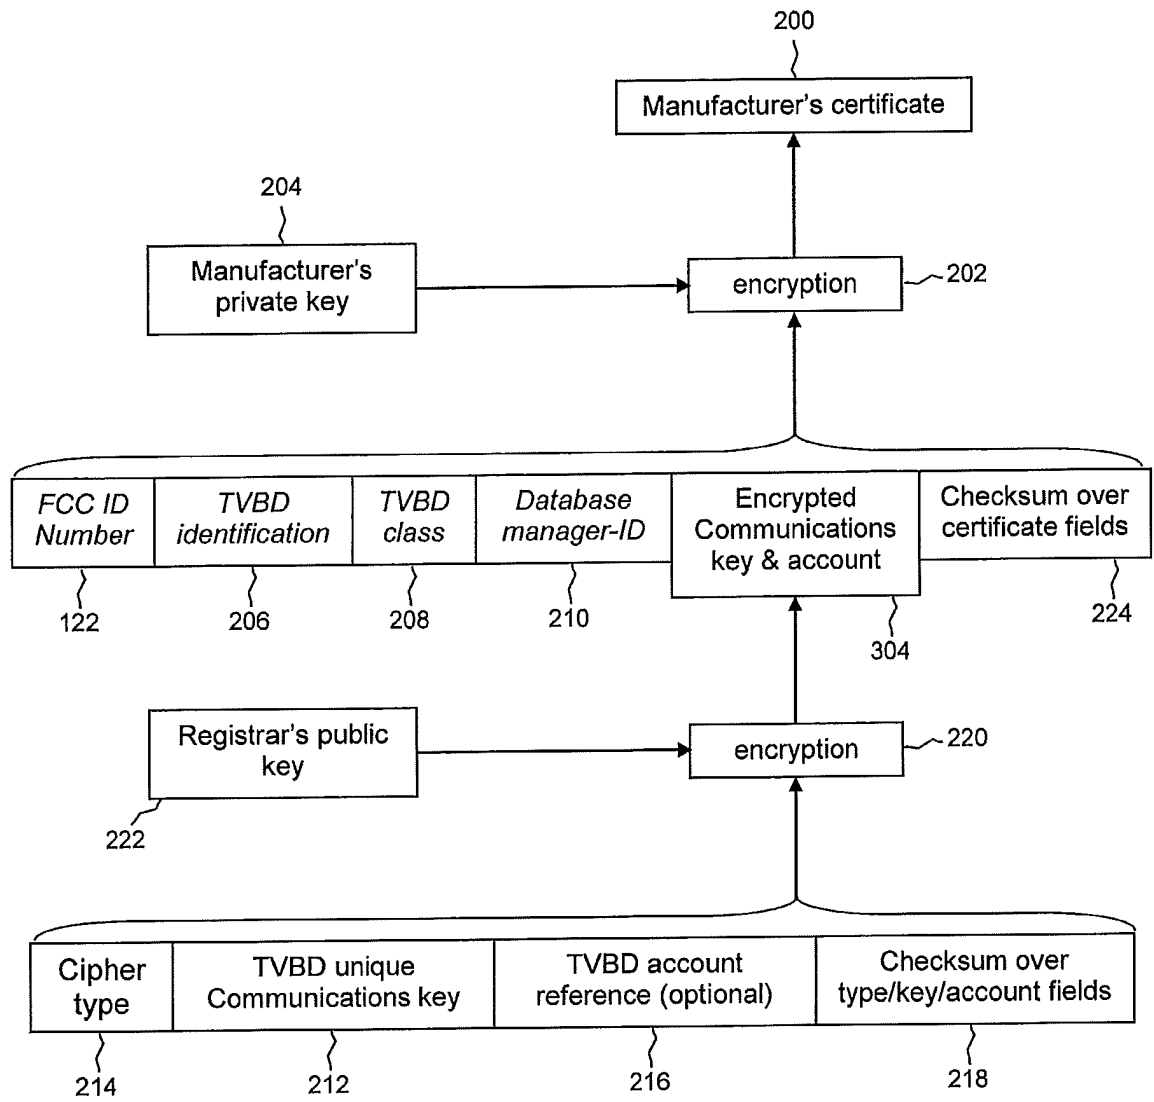 200
Manufacturer's certificate
204
Manufacturer's
private key
encryption
202
FCC ID
Number
TVBD
identification
TVBD
class
Database
manager-ID
Encrypted
Communications
key & account
Checksum over
certificate fields
122
206
208
210
304
224
Registrar's public
key
encryption
220
222
Cipher
type
TVBD unique
Communications key
TVBD account
reference (optional)
Checksum over
type/key/account fields
214
212
216
218